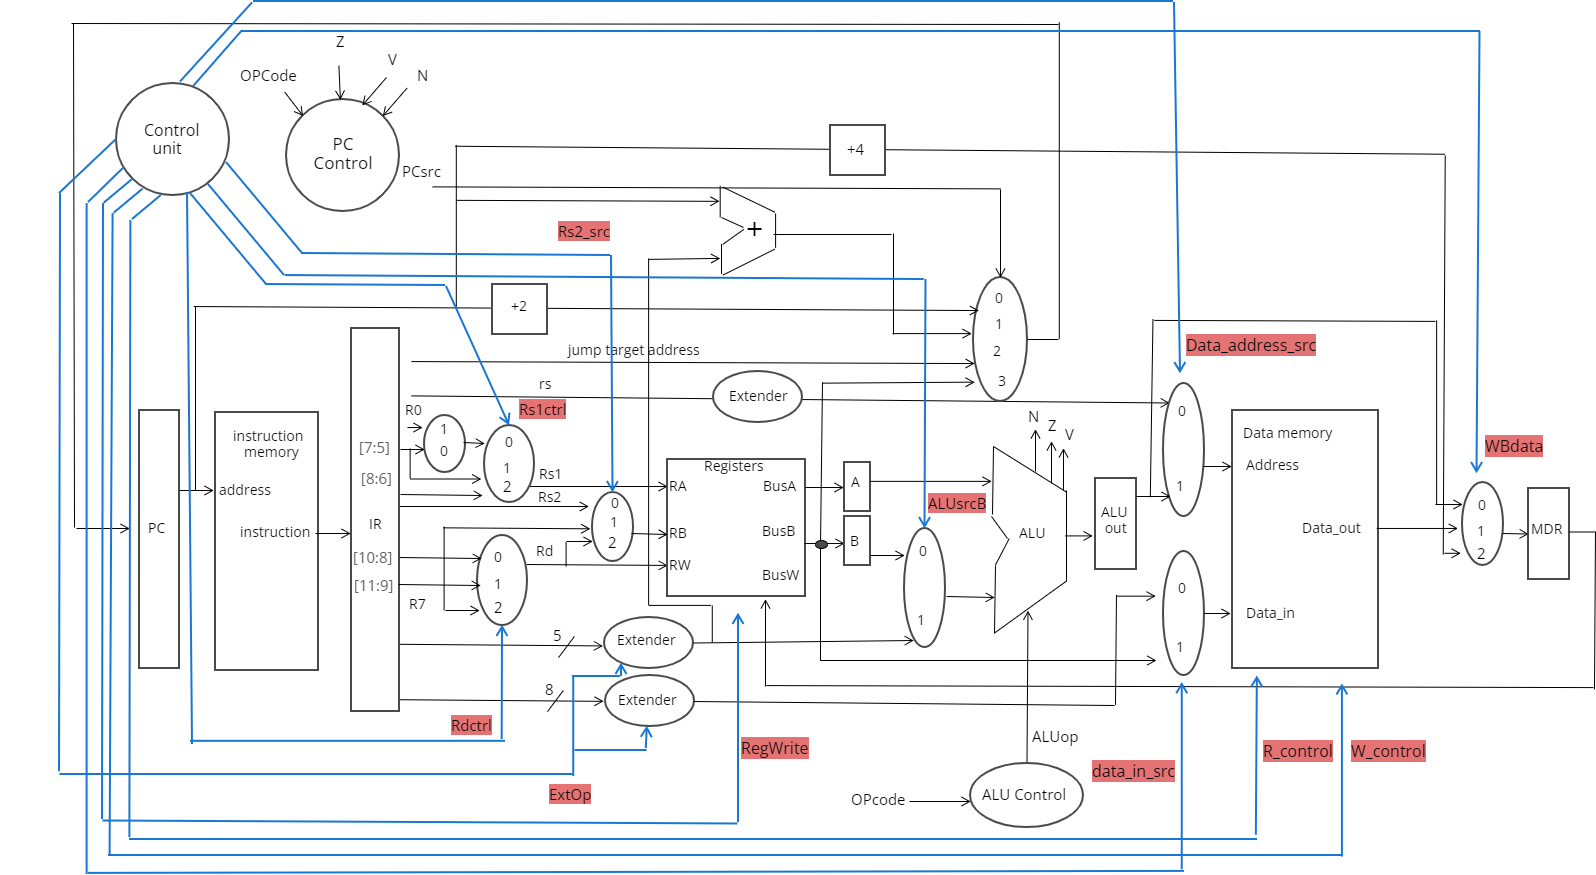 Z
V
N
OPCode
Control
unit
PC
Control
PCsrc
+4
+
Rs2_src
+2
0
1
2
3
jump target address
Data_address_src
rs
Extender
R0
Rs1ctrl
N
Z
V
0
1
0
0
1
2
[7:5]
[8:6]
instruction
memory
Data memory
WBdata
Registers
Address
Rs1
RA
BusA
A
address
Rs2
ALUsrcB
1
0
1
2
0
1
2
ALU
out
IR
PC
instruction
RB
BusB
B
ALU
Data_out
MDR
[10:8]
0
Rd
RW
BusW
0
[11:9]
1
0
R7
2
1
Data_in
5
Extender
1
8
Extender
Rdctrl
ALUop
RegWrite
R_control
W_control
data_in_src
ExtOp
OPcode
ALU Control